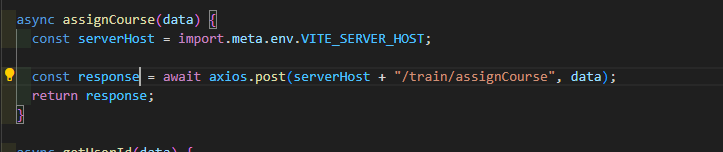 async assignCourse(data) {
const serverHost = import.meta.env.VITE_SERVER_HOST;
const response = await axios.post(serverHost + "/train/assignCourse", data);
return response;
}
async getUserId(data) {